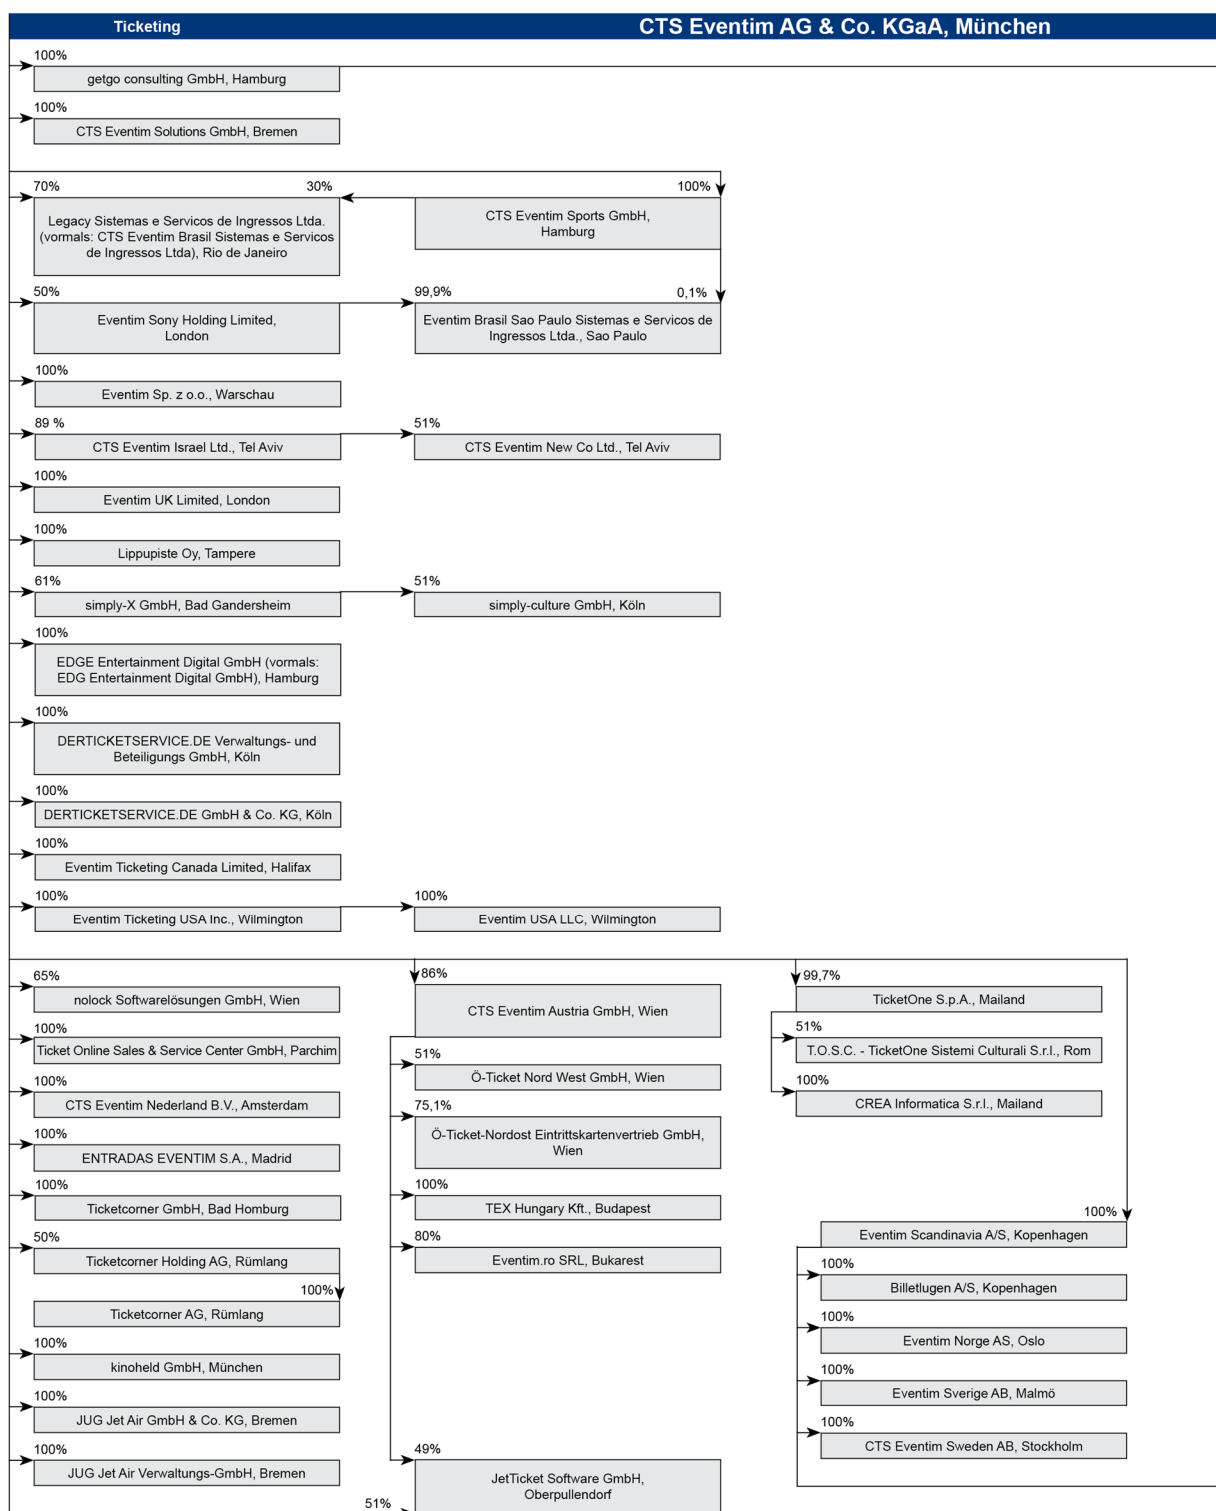 Ticketing
CTS Eventim AG & Co. KGaA, München
100%
getgo consulting GmbH, Hamburg
100%
CTS Eventim Solutions GmbH, Bremen
70%
30%
100%
Legacy Sistemas e Servicos de Ingressos Ltda.
(vormals: CTS Eventim Brasil Sistemas e Servicos
de Ingressos Ltda), Rio de Janeiro
CTS Eventim Sports GmbH,
Hamburg
50%
99,9%
0,1%
Eventim Sony Holding Limited,
London
Eventim Brasil Sao Paulo Sistemas e Servicos de
Ingressos Ltda., Sao Paulo
100%
Eventim Sp. z o.o., Warschau
89 %
51%
CTS Eventim Israel Ltd., Tel Aviv
CTS Eventim New Co Ltd., Tel Aviv
100%
Eventim UK Limited, London
100%
Lippupiste Oy, Tampere
61%
51%
simply-X GmbH, Bad Gandersheim
simply-culture GmbH, Köln
100%
EDGE Entertainment Digital GmbH (vormals:
EDG Entertainment Digital GmbH), Hamburg
100%
DERTICKETSERVICE.DE Verwaltungs- und
Beteiligungs GmbH, Köln
100%
DERTICKETSERVICE.DE GmbH & Co. KG, Köln
100%
Eventim Ticketing Canada Limited, Halifax
100%
100%
Eventim Ticketing USA Inc., Wilmington
Eventim USA LLC, Wilmington
65%
nolock Softwarelösungen GmbH, Wien
100%
Ticket Online Sales & Service Center GmbH, Parchim
100%
CTS Eventim Nederland B.V., Amsterdam
100%
ENTRADAS EVENTIM S.A., Madrid
100%
Ticketcorner GmbH, Bad Homburg
50%
Ticketcorner Holding AG, Rümlang
100%
Ticketcorner AG, Rümlang
100%
kinoheld GmbH, München
100%
JUG Jet Air GmbH & Co. KG, Bremen
100%
JUG Jet Air Verwaltungs-GmbH, Bremen
86%
CTS Eventim Austria GmbH, Wien
51%
Ö-Ticket Nord West GmbH, Wien
75,1%
Ö-Ticket-Nordost Eintrittskartenvertrieb GmbH,
Wien
100%
TEX Hungary Kft., Budapest
80%
Eventim.ro SRL, Bukarest
49%
JetTicket Software GmbH,
Oberpullendorf
51%
99,7%
TicketOne S.p.A., Mailand
51%
T.O.S.C. - TicketOne Sistemi Culturali S.r.l., Rom
100%
CREA Informatica S.r.l., Mailand
100%
Eventim Scandinavia A/S, Kopenhagen
100%
Billetlugen A/S, Kopenhagen
100%
Eventim Norge AS, Oslo
100%
Eventim Sverige AB, Malmö
100%
CTS Eventim Sweden AB, Stockholm